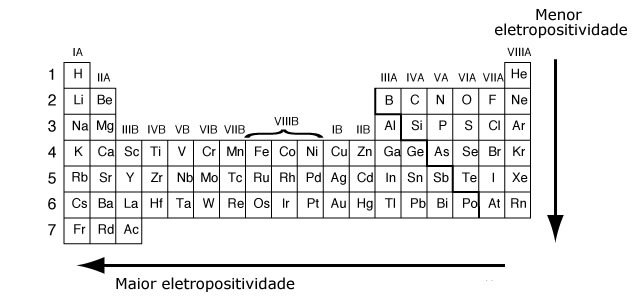 Menor
eletropositividade
IA VIIIA
1 H IIA IIIA IVA VA VIA VIIA He
2 Li Be B C N O F Ne
3 Na Mg IIIB IVB VB VIB VIIB VIIIB IB IIB Al Si P S Cl Ar
4 K Ca Sc Ti V Cr Mn Fe Co Ni Cu Zn Ga Ge As Se Br Kr
5 Rb Sr Y Zr Nb Mo Tc Ru Rh Pd Ag Cd In Sn Sb Te I Xe
6 Cs Ba La Hf Ta W Re Os Ir Pt Au Hg Tl Pb Bi Po At Rn
7 Fr Rd Ac
Maior eletropositividade